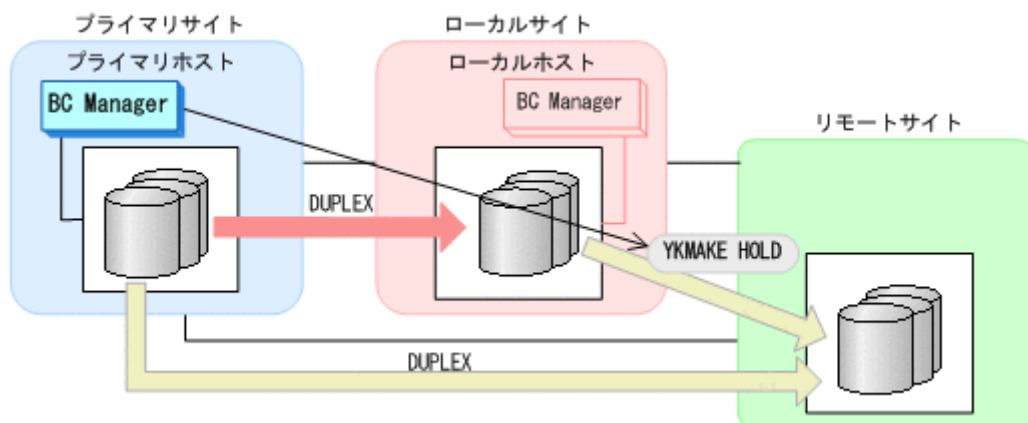 プライマリサイト
プライマリホスト
BC Manager
ローカルサイト
ローカルホスト
BC Manager
リモートサイト
DUPLEX
YKMAKE HOLD
DUPLEX